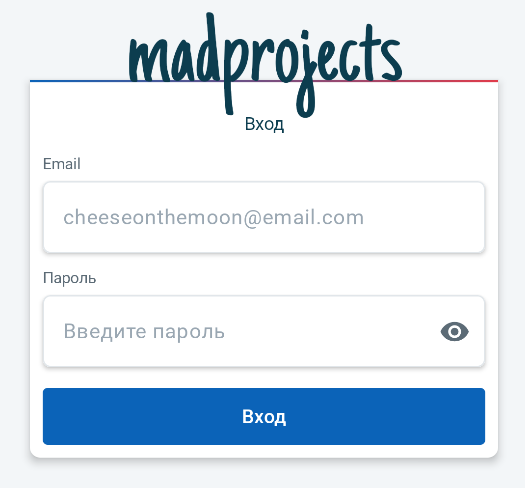 madprojects
Вход
Email
cheeseonthemoon@email.com
Пароль
Введите пароль
Вход